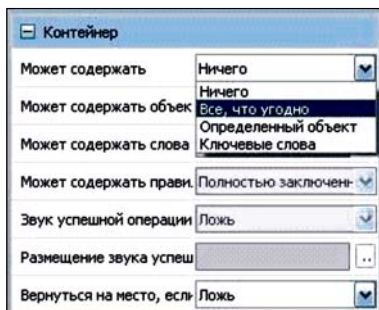 Контейнер
Может содержать Ничего
Ничего
Может содержать объек Все, что угодно
Определенный объект
Может содержать слова Ключевые слова
Может содержать прави. Полностью заключенн
Звук успешной операции Ложь
Размещение звука успеш ..
Вернуться на место, если Ложь